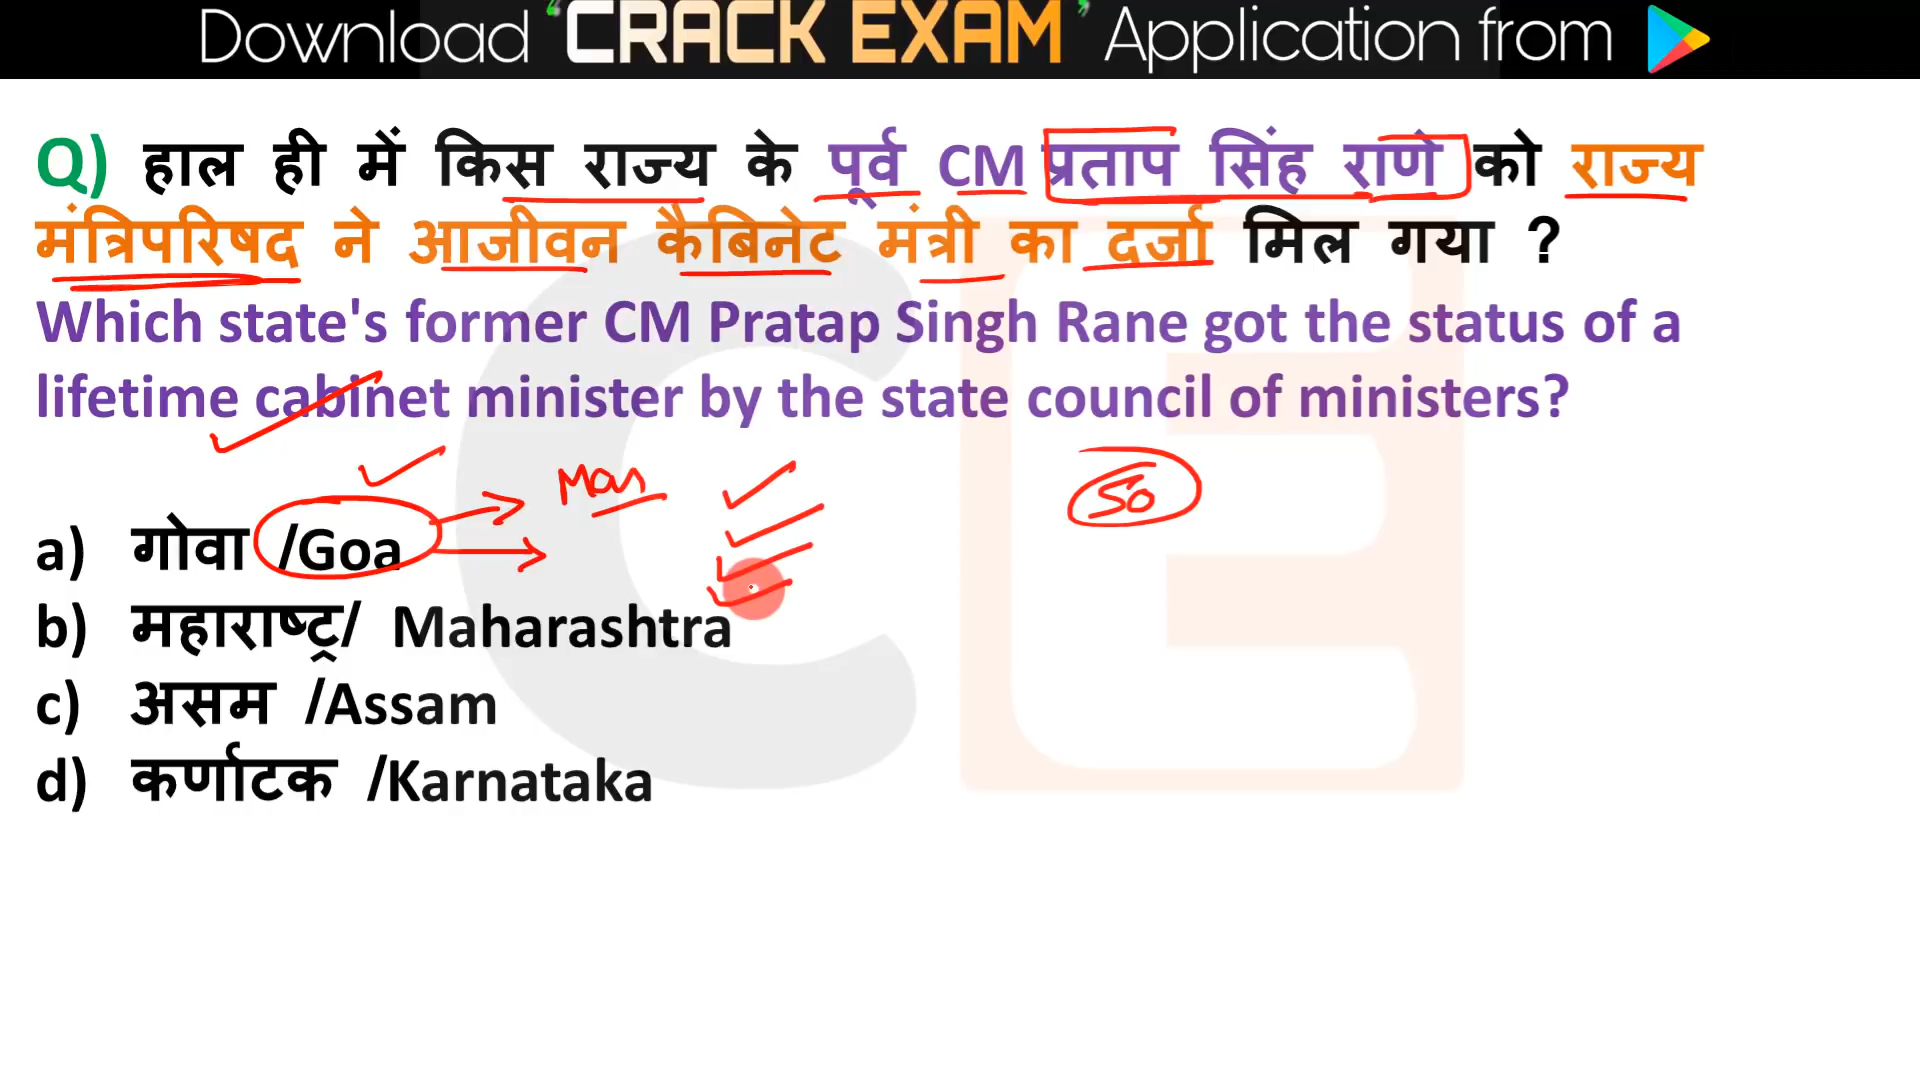 Download ‘CRACK EXAM’ Application from
Q) हाल ही में किस राज्य के पूर्व CM प्रताप सिंह राणे को राज्य
मंत्रिपरिषद ने आजीवन कैबिनेट मंत्री का दर्जा मिल गया ?
Which state's former CM Pratap Singh Rane got the status of a
lifetime cabinet minister by the state council of ministers?
50
a) गोवा /Goa
b) महाराष्ट्र/ Maharashtra
c) असम /Assam
d) कर्णाटक /Karnataka
CE